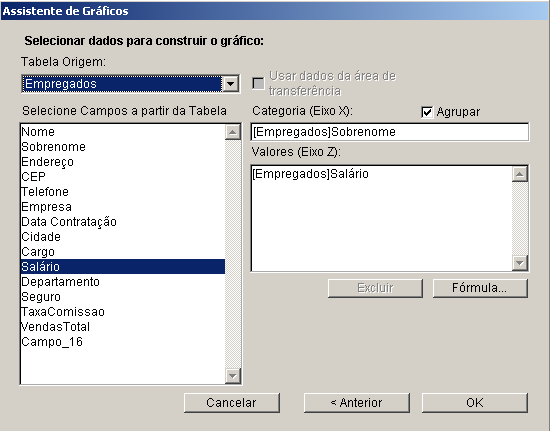 Assistente de Gráficos
Selecionar dados para construir o gráfico:
Tabela Origem:
Empregados
Usar dados da área de
transferência
Selecione Campos a partir da Tabela
Nome
Sobrenome
Endereço
CEP
Telefone
Empresa
Data Contratação
Cidade
Cargo
Salário
Departamento
Seguro
TaxaComissao
VendasTotal
Campo_16
Categoria (Eixo X):
Agrupar
[Empregados]Sobrenome
Valores (Eixo Z):
[Empregados]Salário
Excluir
Fórmula...
Cancelar
< Anterior
OK